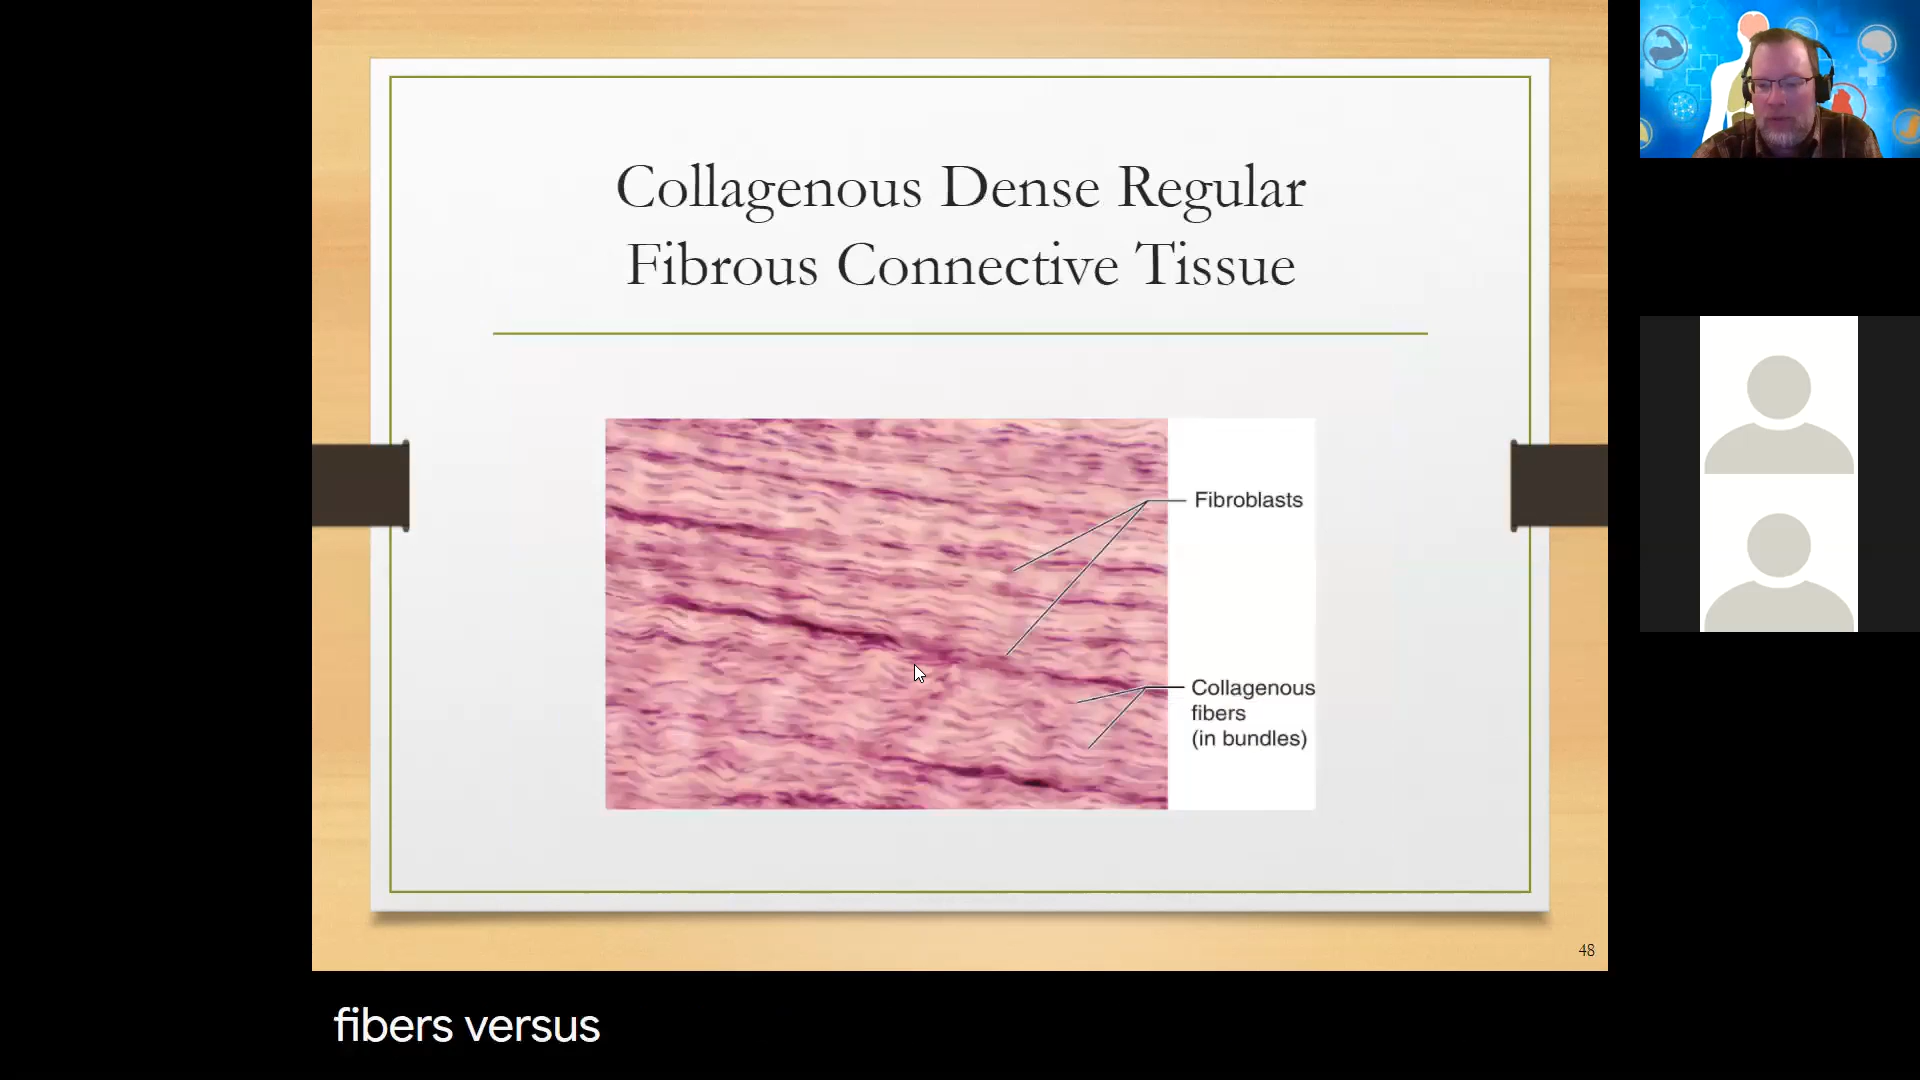 Collagenous Dense Regular
Fibrous Connective Tissue
Fibroblasts
Collagenous
fibers
(in bundles)
48
fibers versus